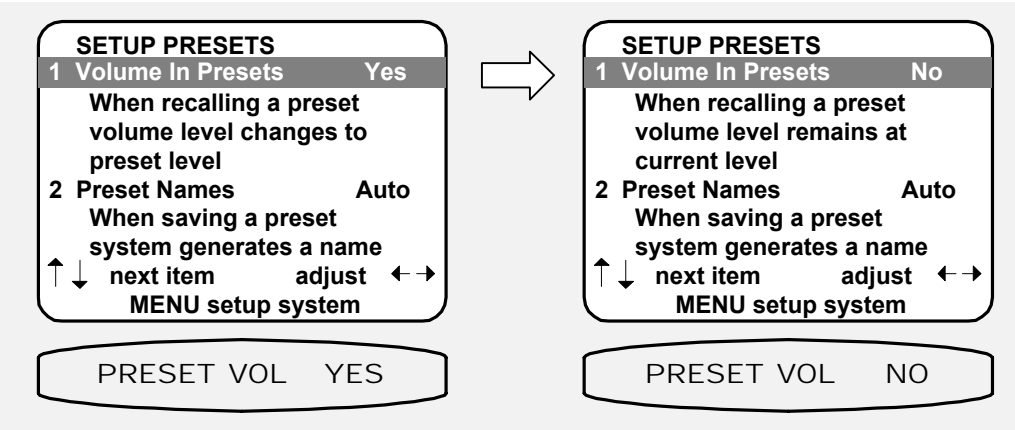 SETUP PRESETS
1 Volume In Presets Yes
When recalling a preset
volume level changes to
preset level
2 Preset Names Auto
When saving a preset
system generates a name
↑↓ next item adjust ←→
MENU setup system
PRESET VOL YES
SETUP PRESETS
1 Volume In Presets No
When recalling a preset
volume level remains at
current level
2 Preset Names Auto
When saving a preset
system generates a name
↑↓ next item adjust ←→
MENU setup system
PRESET VOL NO